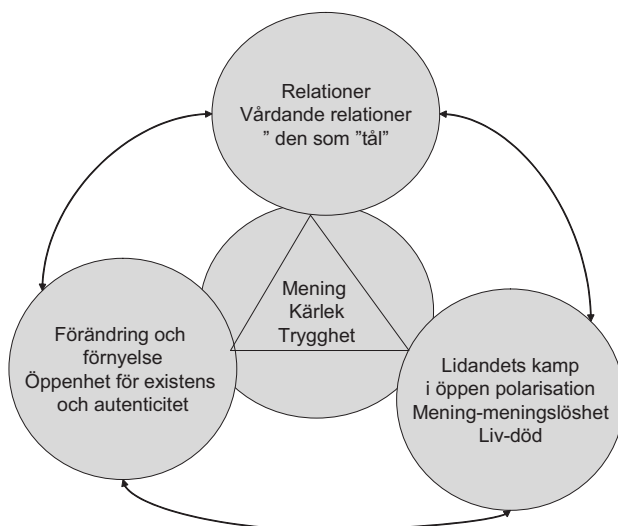 Relationer
Vårdande relationer
” den som ”tål”
Mening
Kärlek
Trygghet
Förändring och
förnyelse
Öppenhet för existens
och autenticitet
Lidandets kamp
i öppen polarisation
Mening-meningslöshet
Liv-död